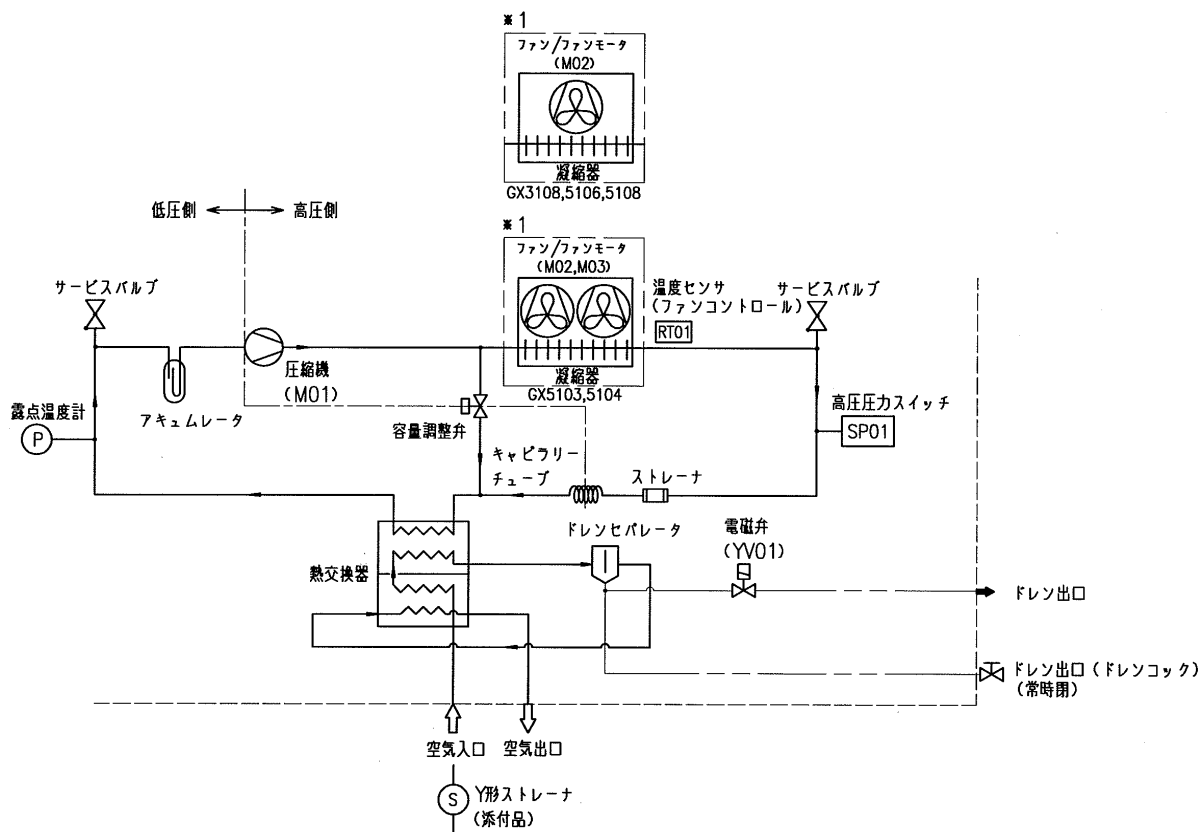 ※1
ファン/ファンモータ
(M02)
凝縮器
GX3108,5106,5108
低圧側
高圧側
※1
ファン/ファンモータ
(M02,M03)
凝縮器
GX5103,5104
サービスバルブ
温度センサ
(ファンコントロール)
RT01
サービスバルブ
圧縮機
(M01)
アキュムレータ
露点温度計
P
容量調整弁
高圧圧力スイッチ
SP01
キャピラリー
チューブ
ストレーナ
熱交換器
ドレンセパレータ
電磁弁
(YV01)
ドレン出口
ドレン出口(ドレンコック)
(常時閉)
空気入口
空気出口
S
Y形ストレーナ
(添付品)